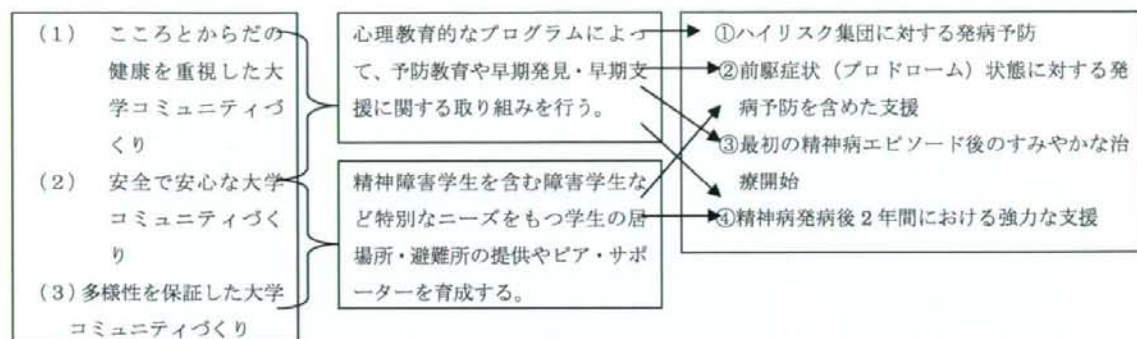 (1) こころとからだの
健康を重視した大
学コミュニティづ
くり
(2) 安全で安心な大学
コミュニティづく
り
(3)多様性を保証した大学
コミュニティづくり
心理教育的なプログラムによっ
て、予防教育や早期発見・早期支
援に関する取り組みを行う。
精神障害学生を含む障害学生な
ど特別なニーズをもつ学生の居
場所・避難所の提供やピア・サポ
ーターを育成する。
①ハイリスク集団に対する発病予防
②前駆症状(プロドローム)状態に対する発
病予防を含めた支援
③最初の精神病エピソード後のすみやかな治
療開始
④精神病発病後2年間における強力な支援